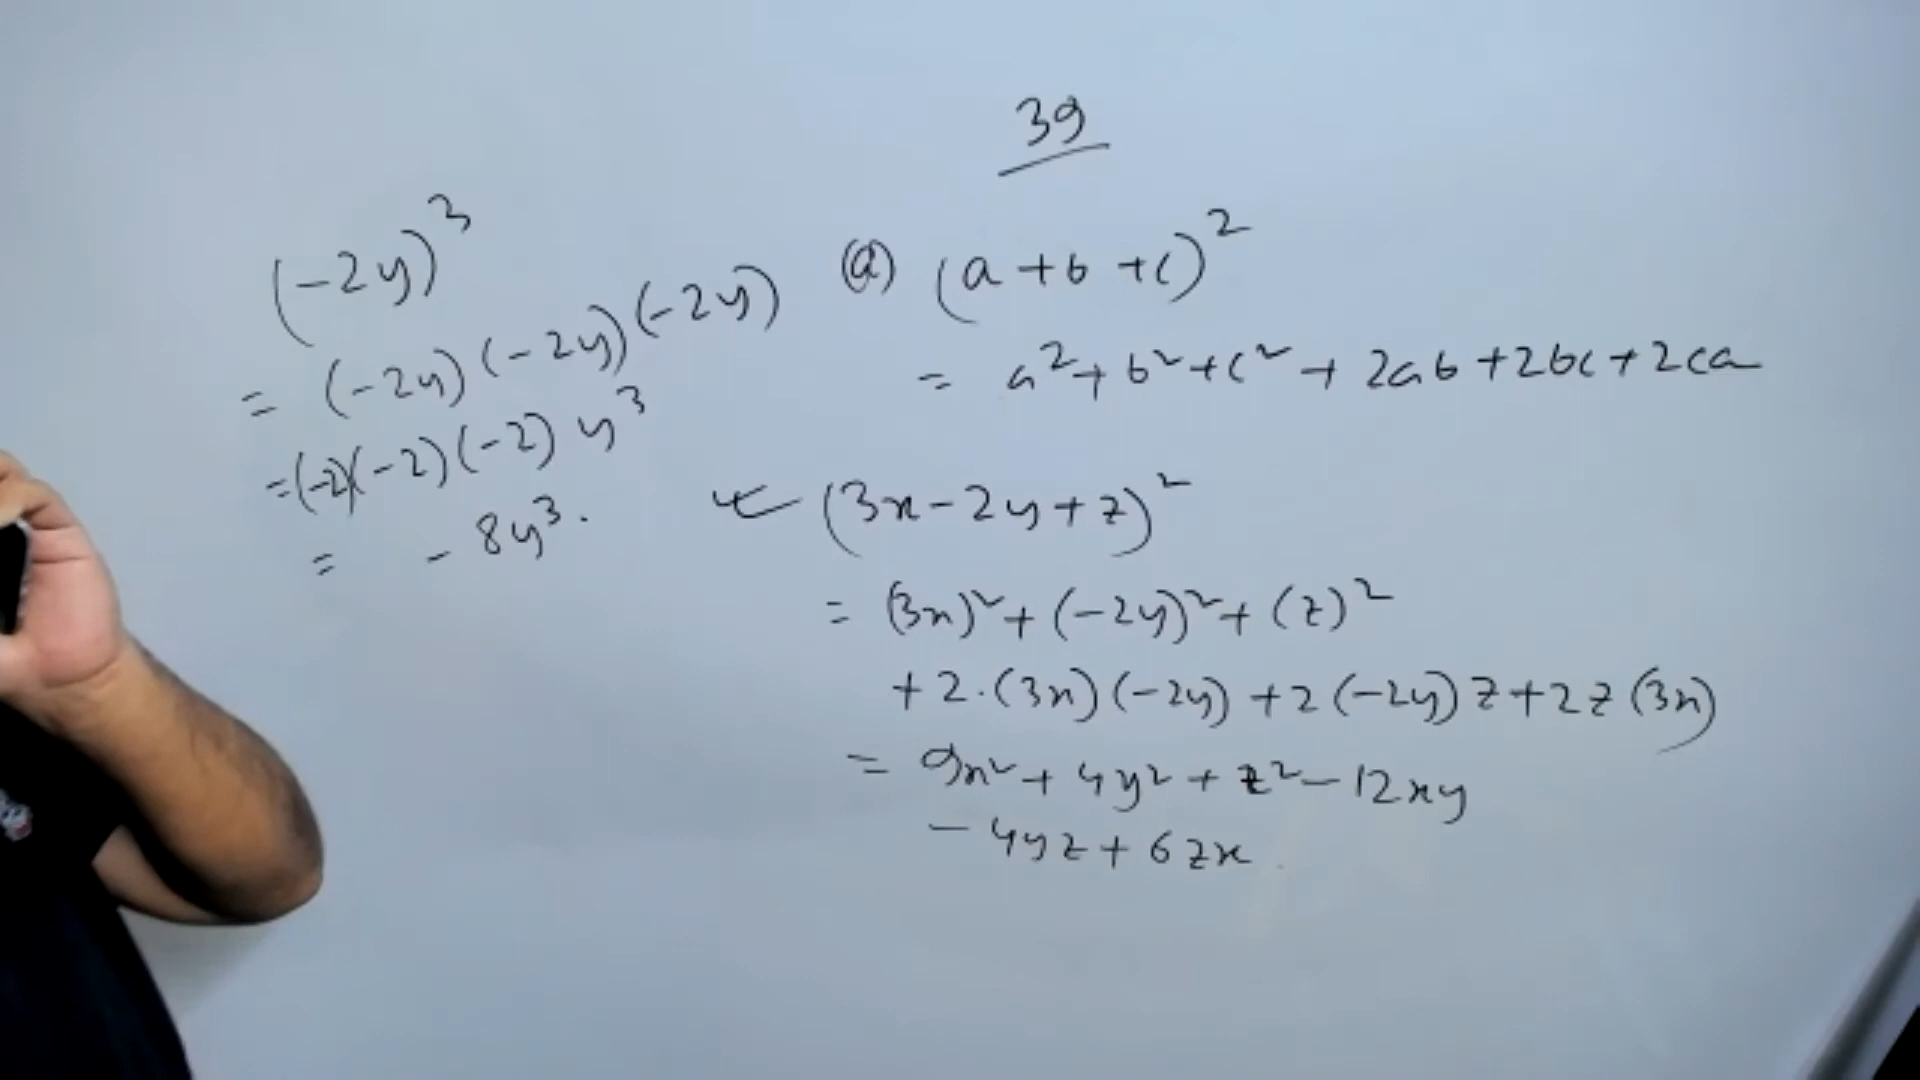 39
(-2y)³
= (-2y)(-2y)(-2y)
=(-2)(-2)(-2) y³
= - 8y³.
(a) (a+b+c)²
= a²+b²+c²+2ab+2bc+2ca
(3x-2y+z)²
= (3x)²+(-2y)²+(z)²
+2.(3x)(-2y)+2(-2y)z+2z(3x)
= 9x²+4y²+z²-12xy
-4yz+6zx